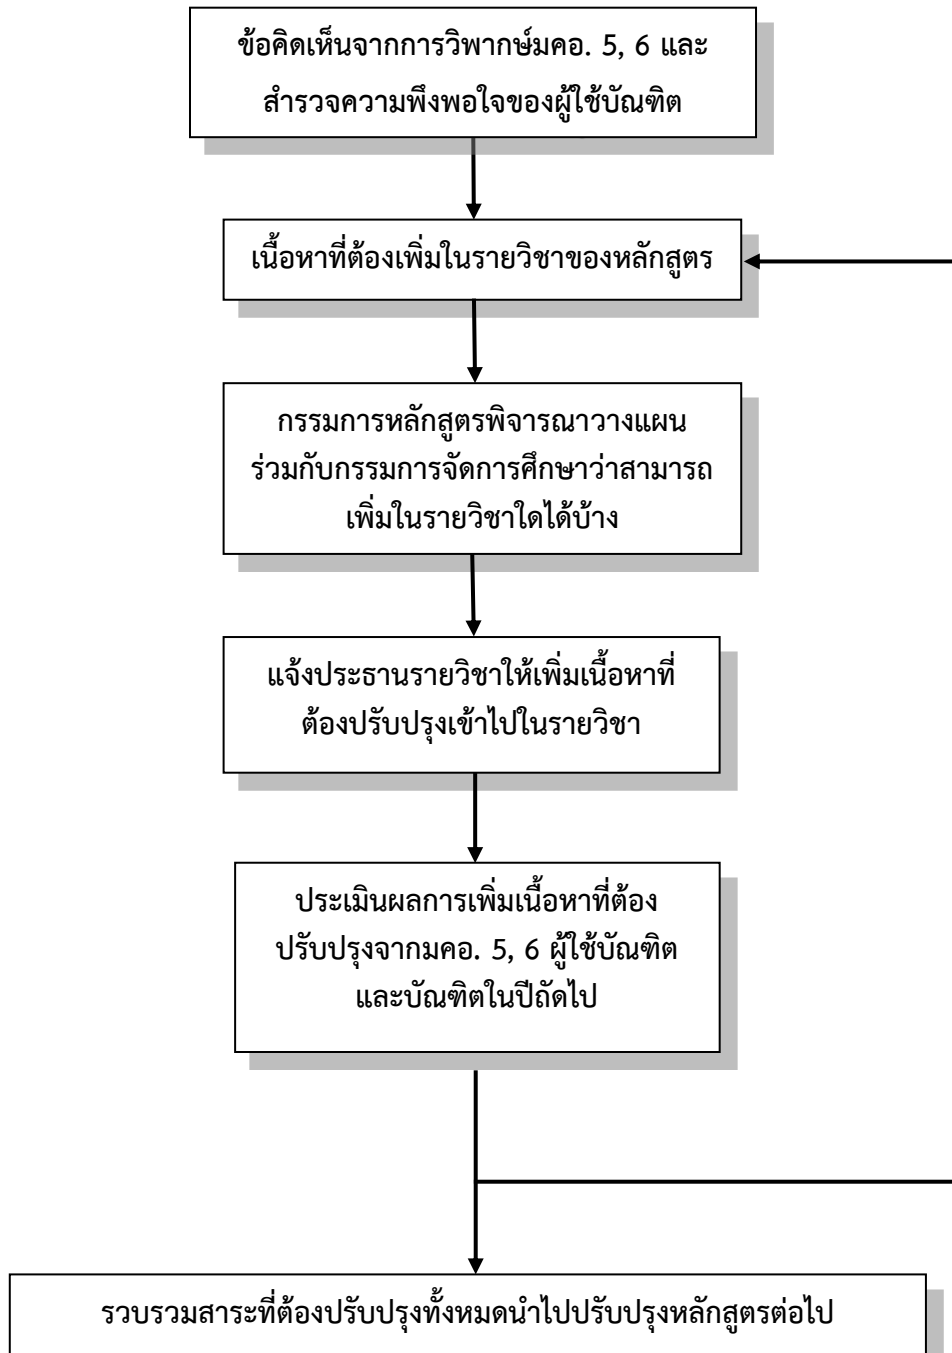 ข้อคิดเห็นจากการวิพากษ์มคอ. 5, 6 และ
สำรวจความพึงพอใจของผู้ใช้บัณฑิต
เนื้อหาที่ต้องเพิ่มในรายวิชาของหลักสูตร
กรรมการหลักสูตรพิจารณาวางแผน
ร่วมกับกรรมการจัดการศึกษาว่าสามารถ
เพิ่มในรายวิชาใดได้บ้าง
แจ้งประธานรายวิชาให้เพิ่มเนื้อหาที่
ต้องปรับปรุงเข้าไปในรายวิชา
ประเมินผลการเพิ่มเนื้อหาที่ต้อง
ปรับปรุงจากมคอ. 5, 6 ผู้ใช้บัณฑิต
และบัณฑิตในปีถัดไป
รวบรวมสาระที่ต้องปรับปรุงทั้งหมดนำไปปรับปรุงหลักสูตรต่อไป